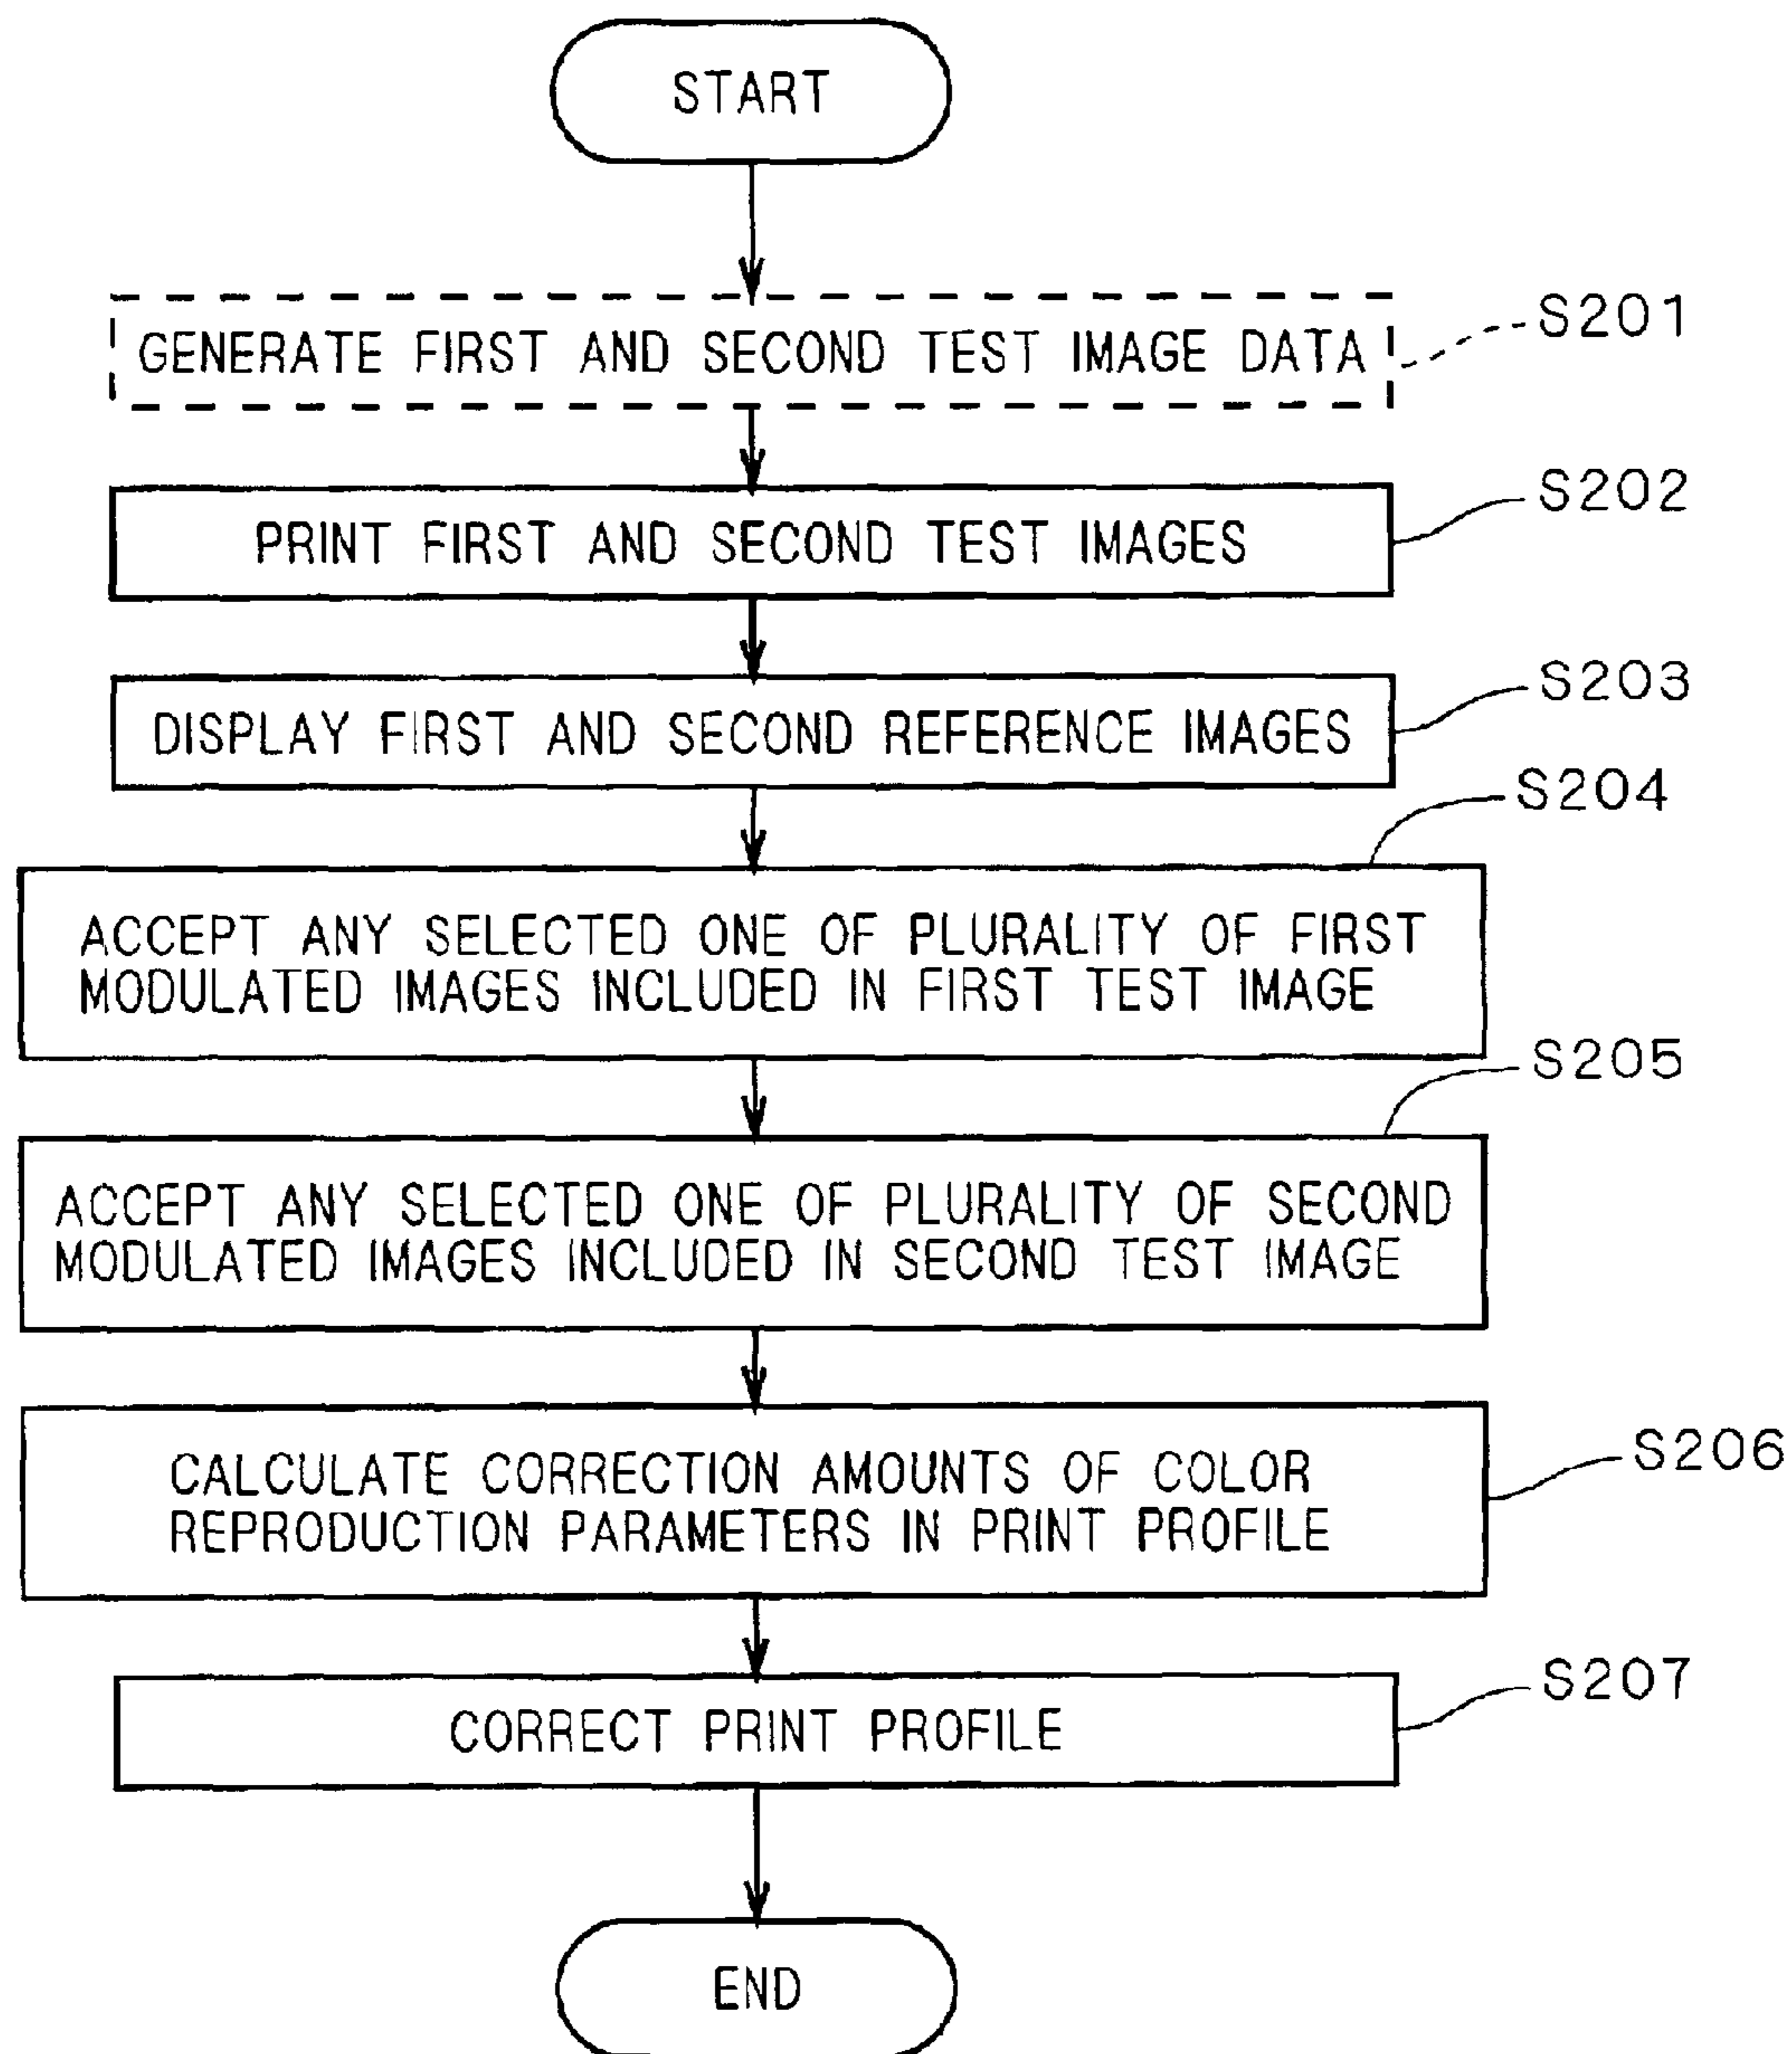 START
GENERATE FIRST AND SECOND TEST IMAGE DATA
S201
PRINT FIRST AND SECOND TEST IMAGES
S202
DISPLAY FIRST AND SECOND REFERENCE IMAGES
S203
S204
ACCEPT ANY SELECTED ONE OF PLURALITY OF FIRST
MODULATED IMAGES INCLUDED IN FIRST TEST IMAGE
S205
ACCEPT ANY SELECTED ONE OF PLURALITY OF SECOND
MODULATED IMAGES INCLUDED IN SECOND TEST IMAGE
CALCULATE CORRECTION AMOUNTS OF COLOR
REPRODUCTION PARAMETERS IN PRINT PROFILE
S206
CORRECT PRINT PROFILE
S207
END